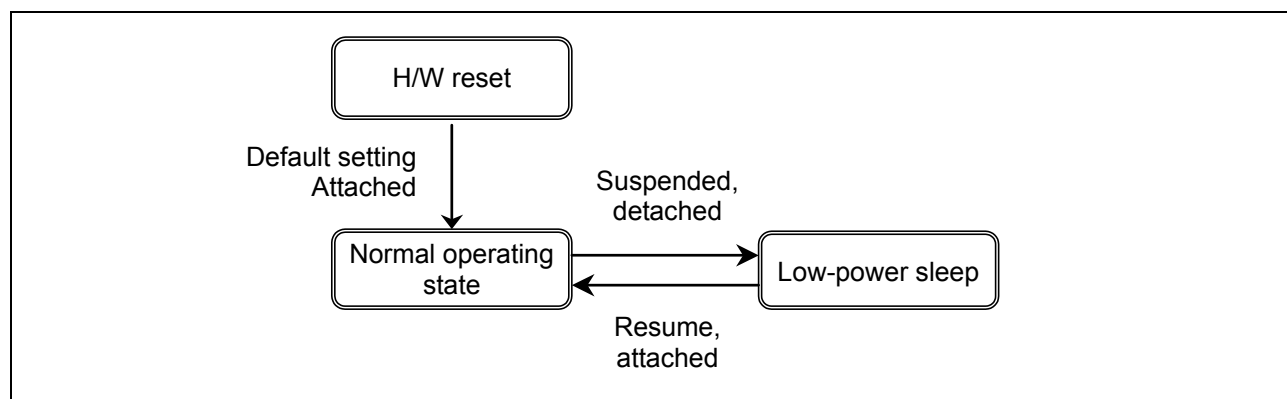 H/W reset
Default setting
Attached
Suspended,
detached
Normal operating
state
Low-power sleep
Resume,
attached